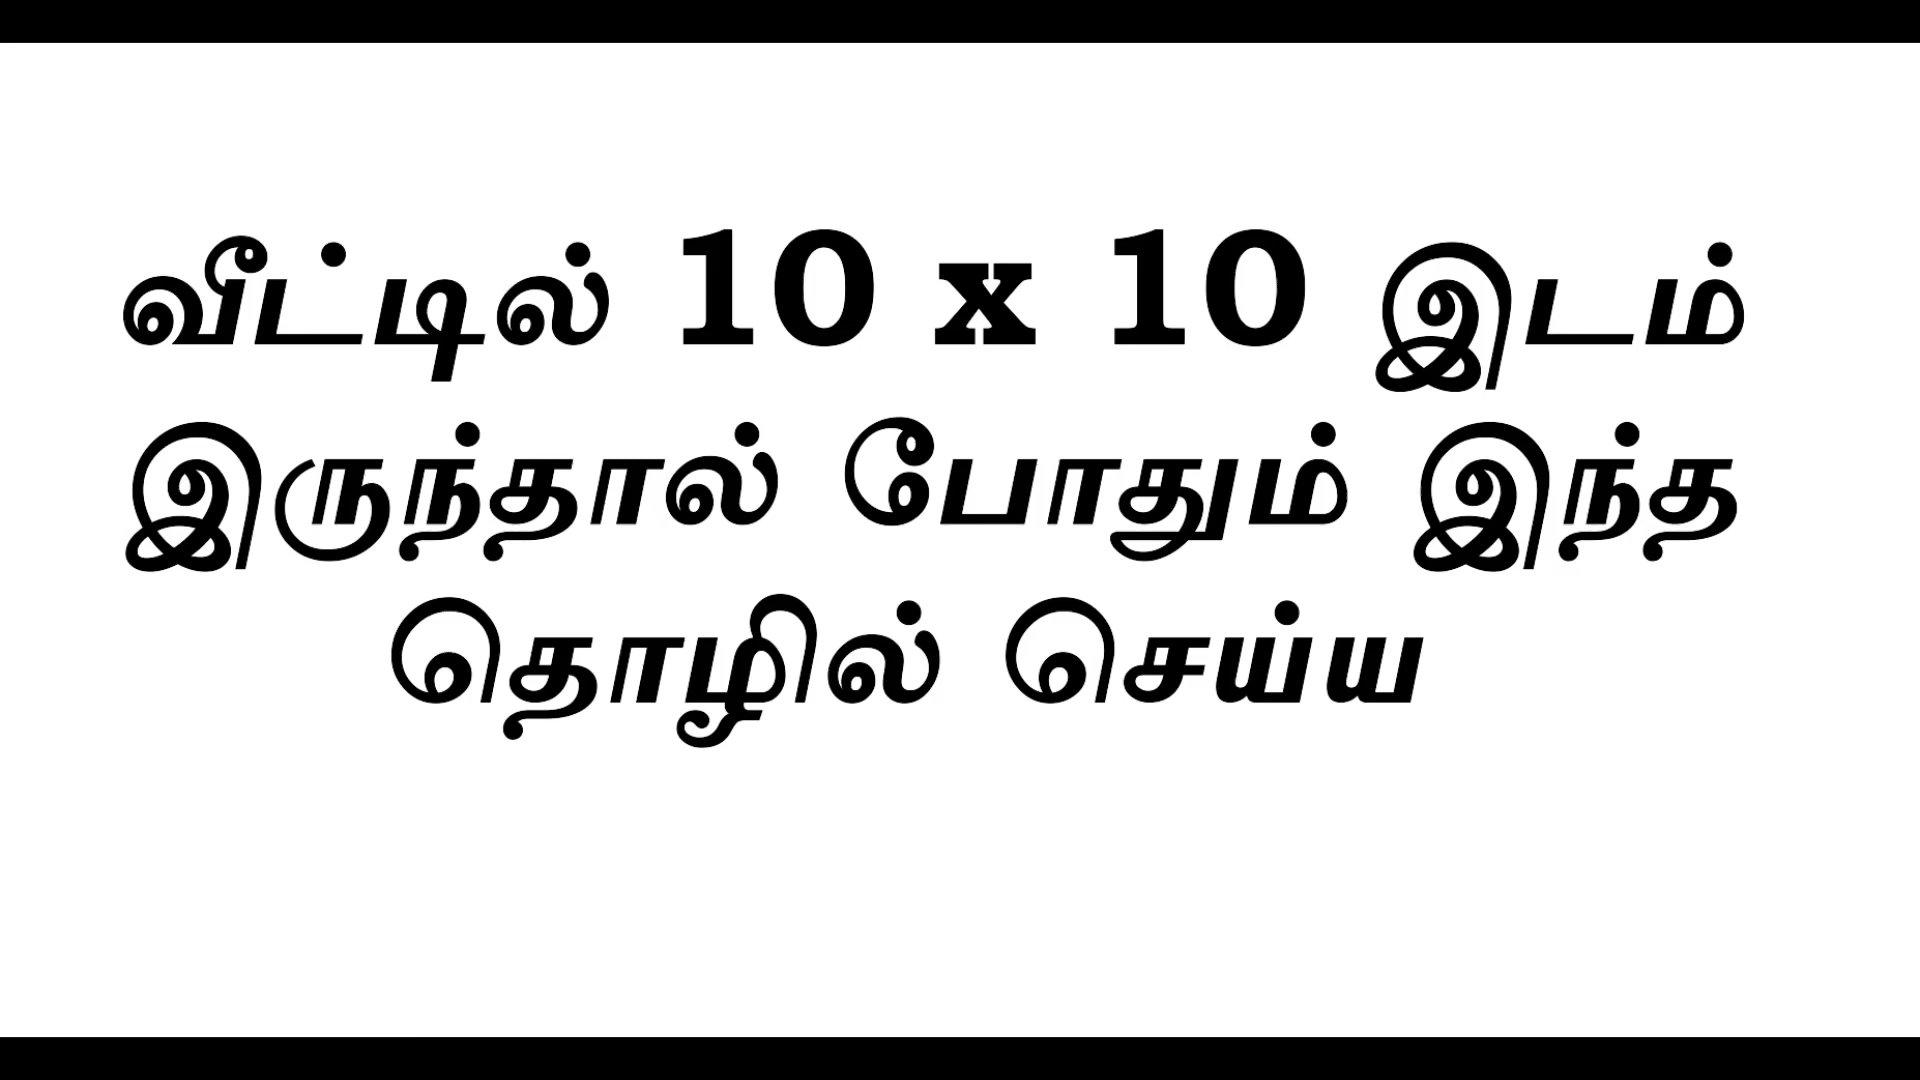 வீட்டில் 10 x 10 இடம்
இருந்தால் போதும் இந்த
தொழில் செய்ய